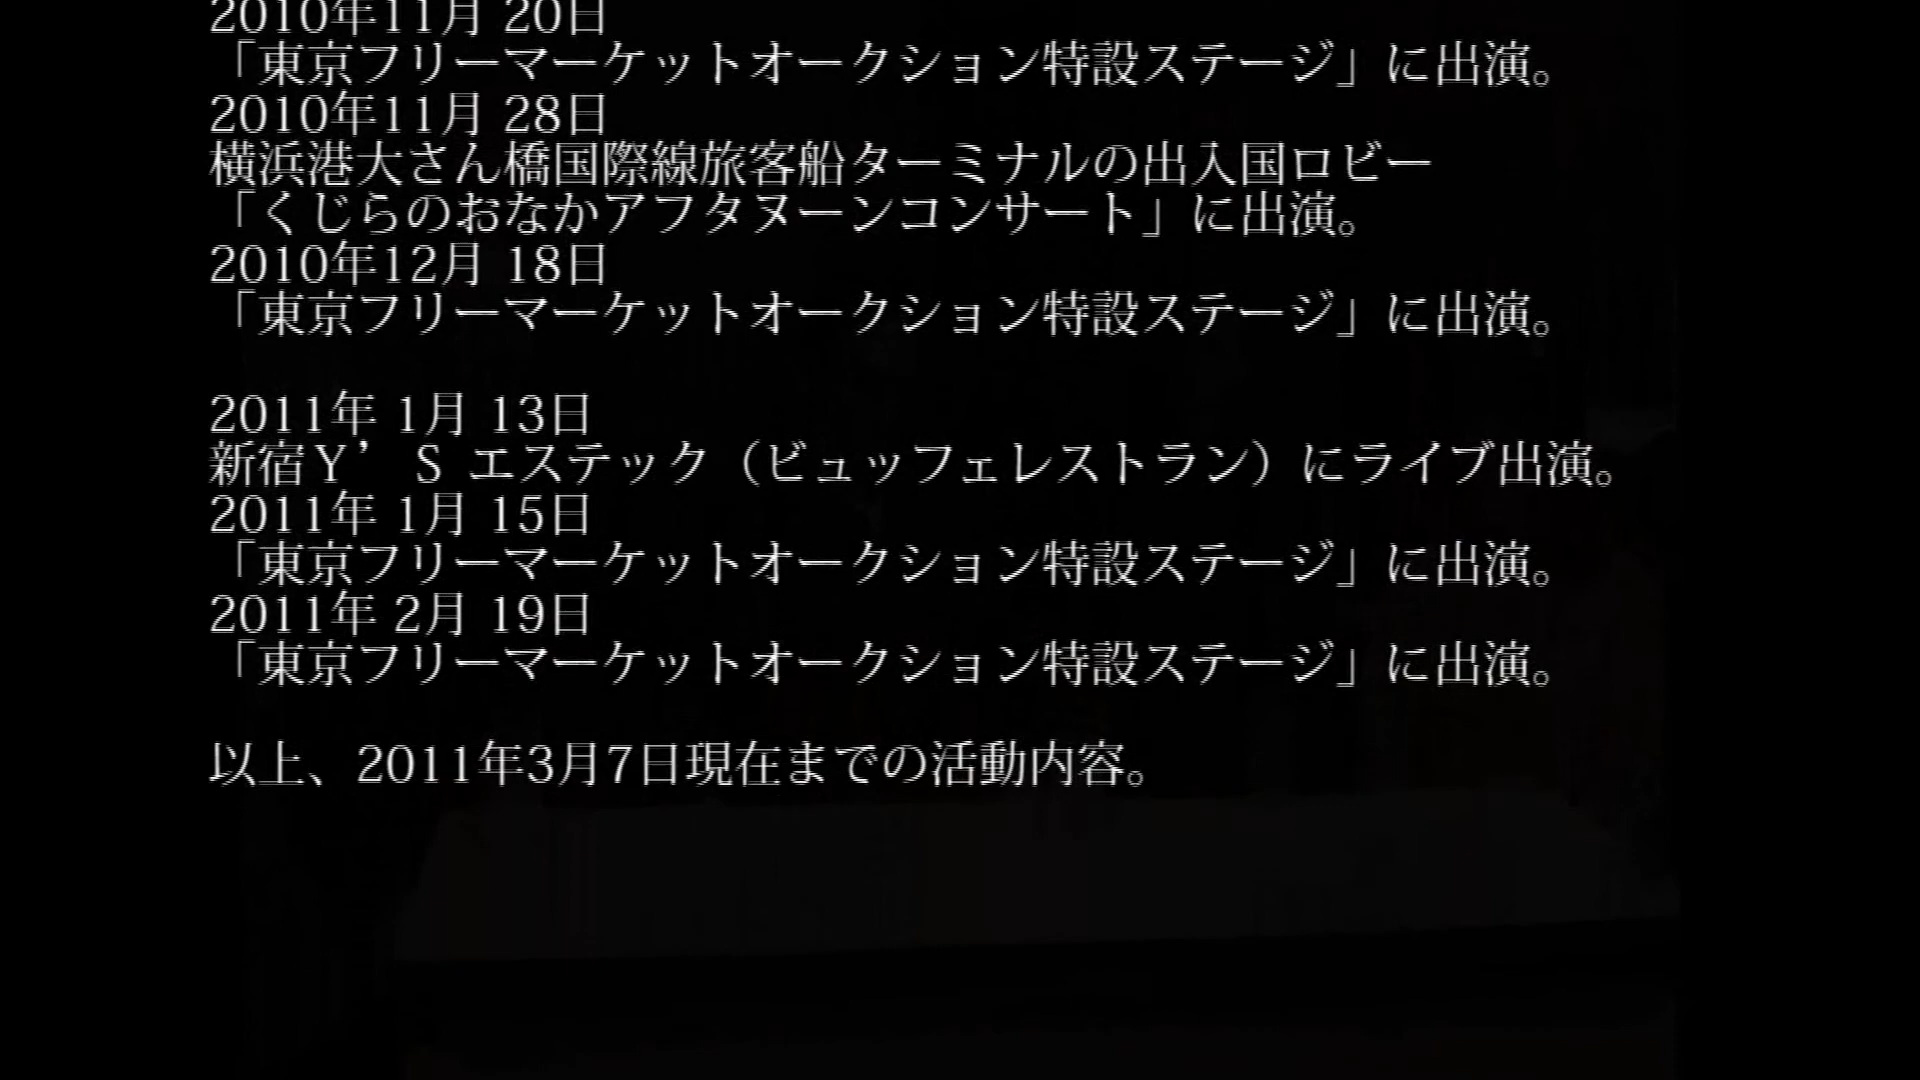 2010年11月 20日
「東京フリーマーケットオークション特設ステージ」に出演。
2010年11月 28日
横浜港大さん橋国際線旅客船ターミナルの出入国ロビー
「くじらのおなかアフタヌーンコンサート」に出演。
2010年12月 18日
「東京フリーマーケットオークション特設ステージ」に出演。
2011年 1月 13日
新宿Ｙ’Ｓ エステック（ビュッフェレストラン）にライブ出演。
2011年 1月 15日
「東京フリーマーケットオークション特設ステージ」に出演。
2011年 2月 19日
「東京フリーマーケットオークション特設ステージ」に出演。
以上、2011年3月7日現在までの活動内容。